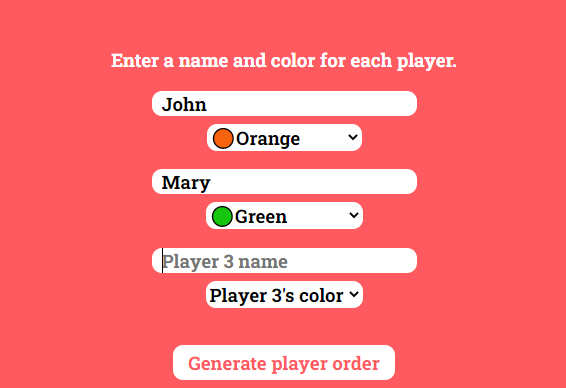 Enter a name and color for each player.
John
Orange
Mary
Green
Player 3 name
Player 3's color
Generate player order